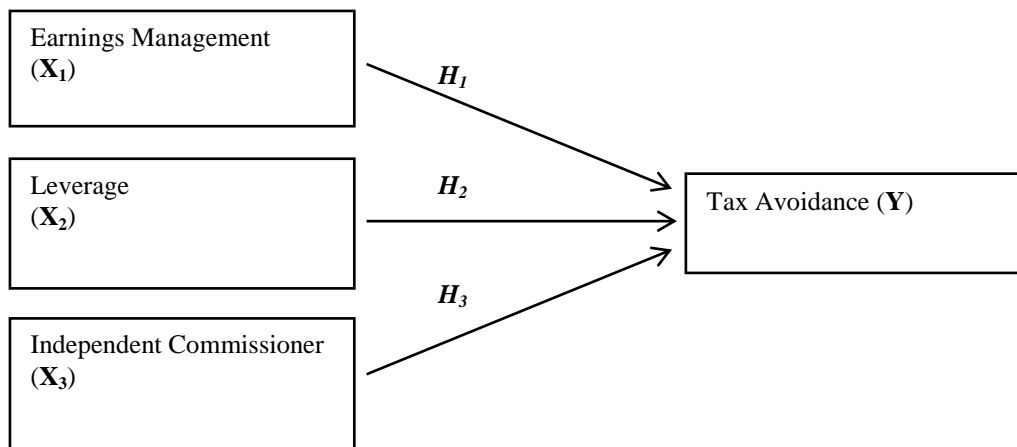 Earnings Management
(X₁)
H₁
Leverage
(X₂)
H₂
Tax Avoidance (Y)
H₃
Independent Commissioner
(X₃)